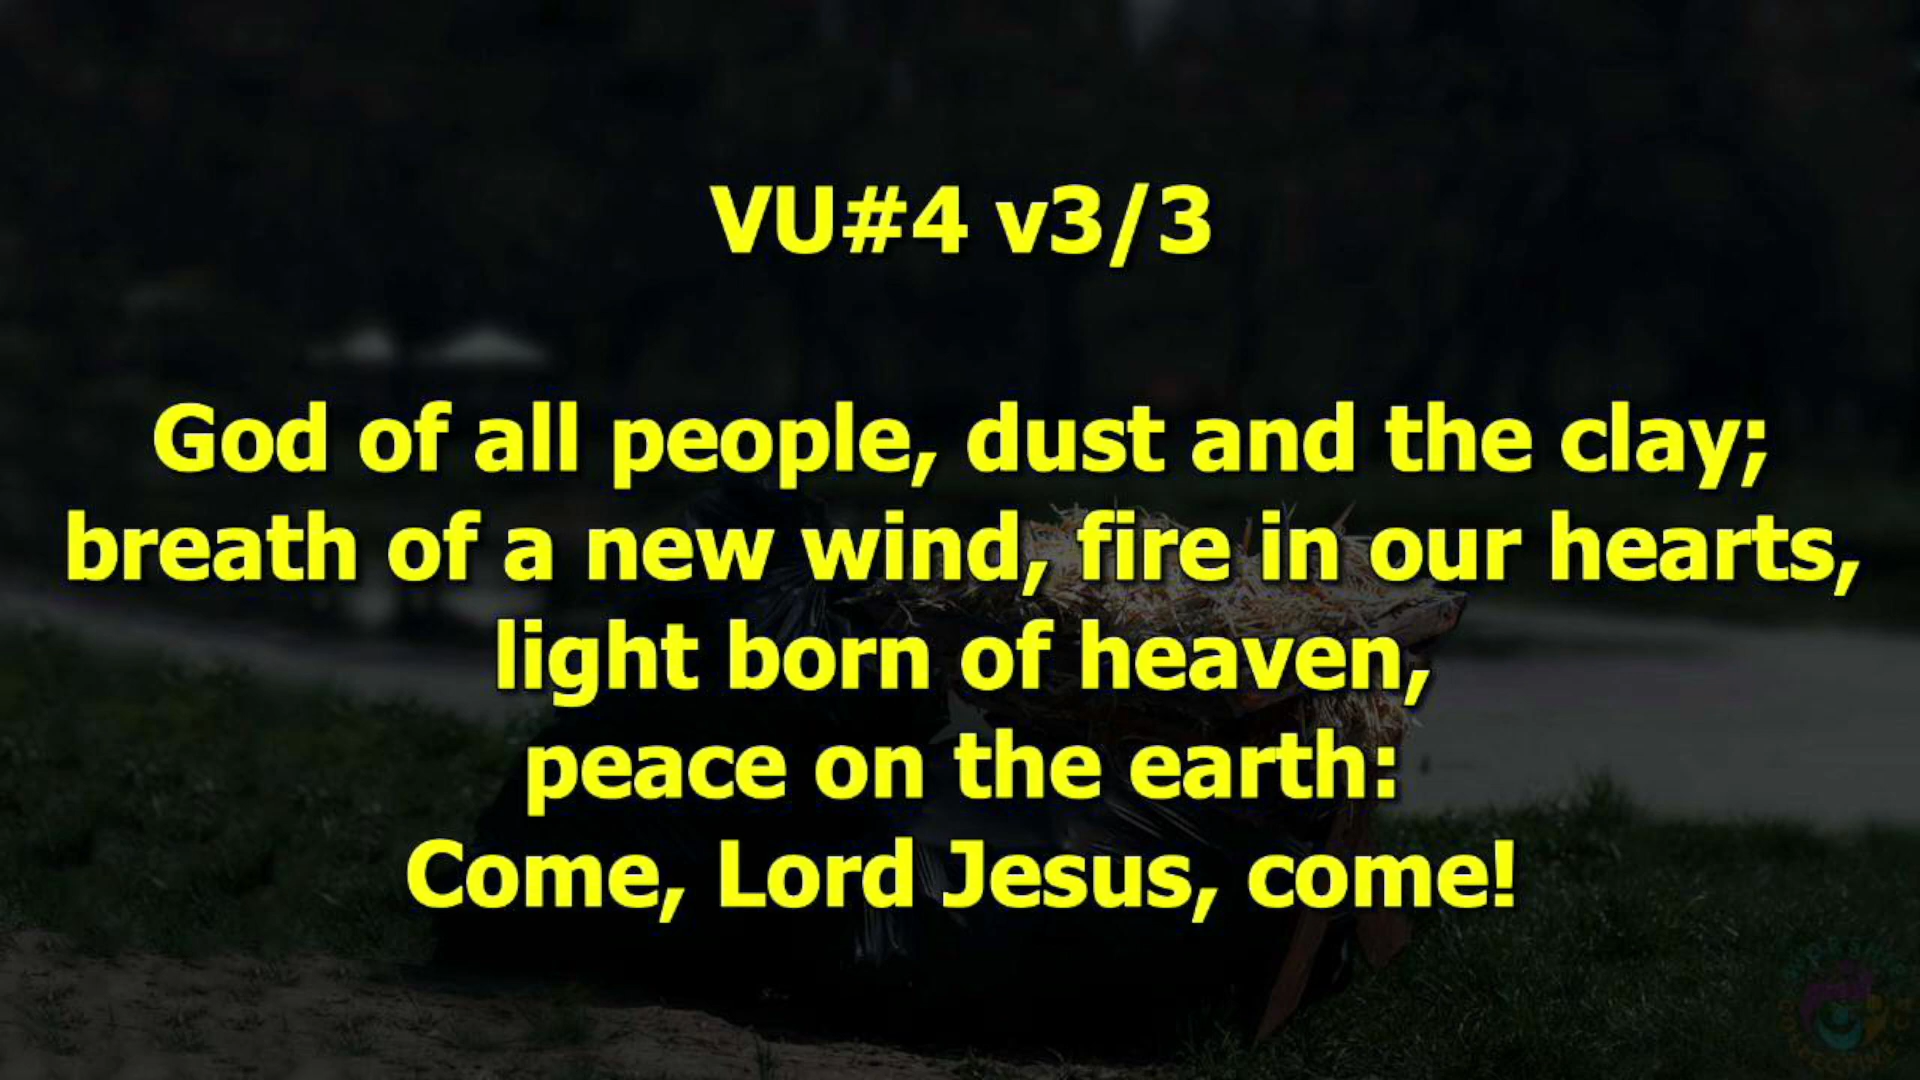 VU#4 v3/3
God of all people, dust and the clay;
breath of a new wind, fire in our hearts,
light born of heaven,
peace on the earth:
Come, Lord Jesus, come!